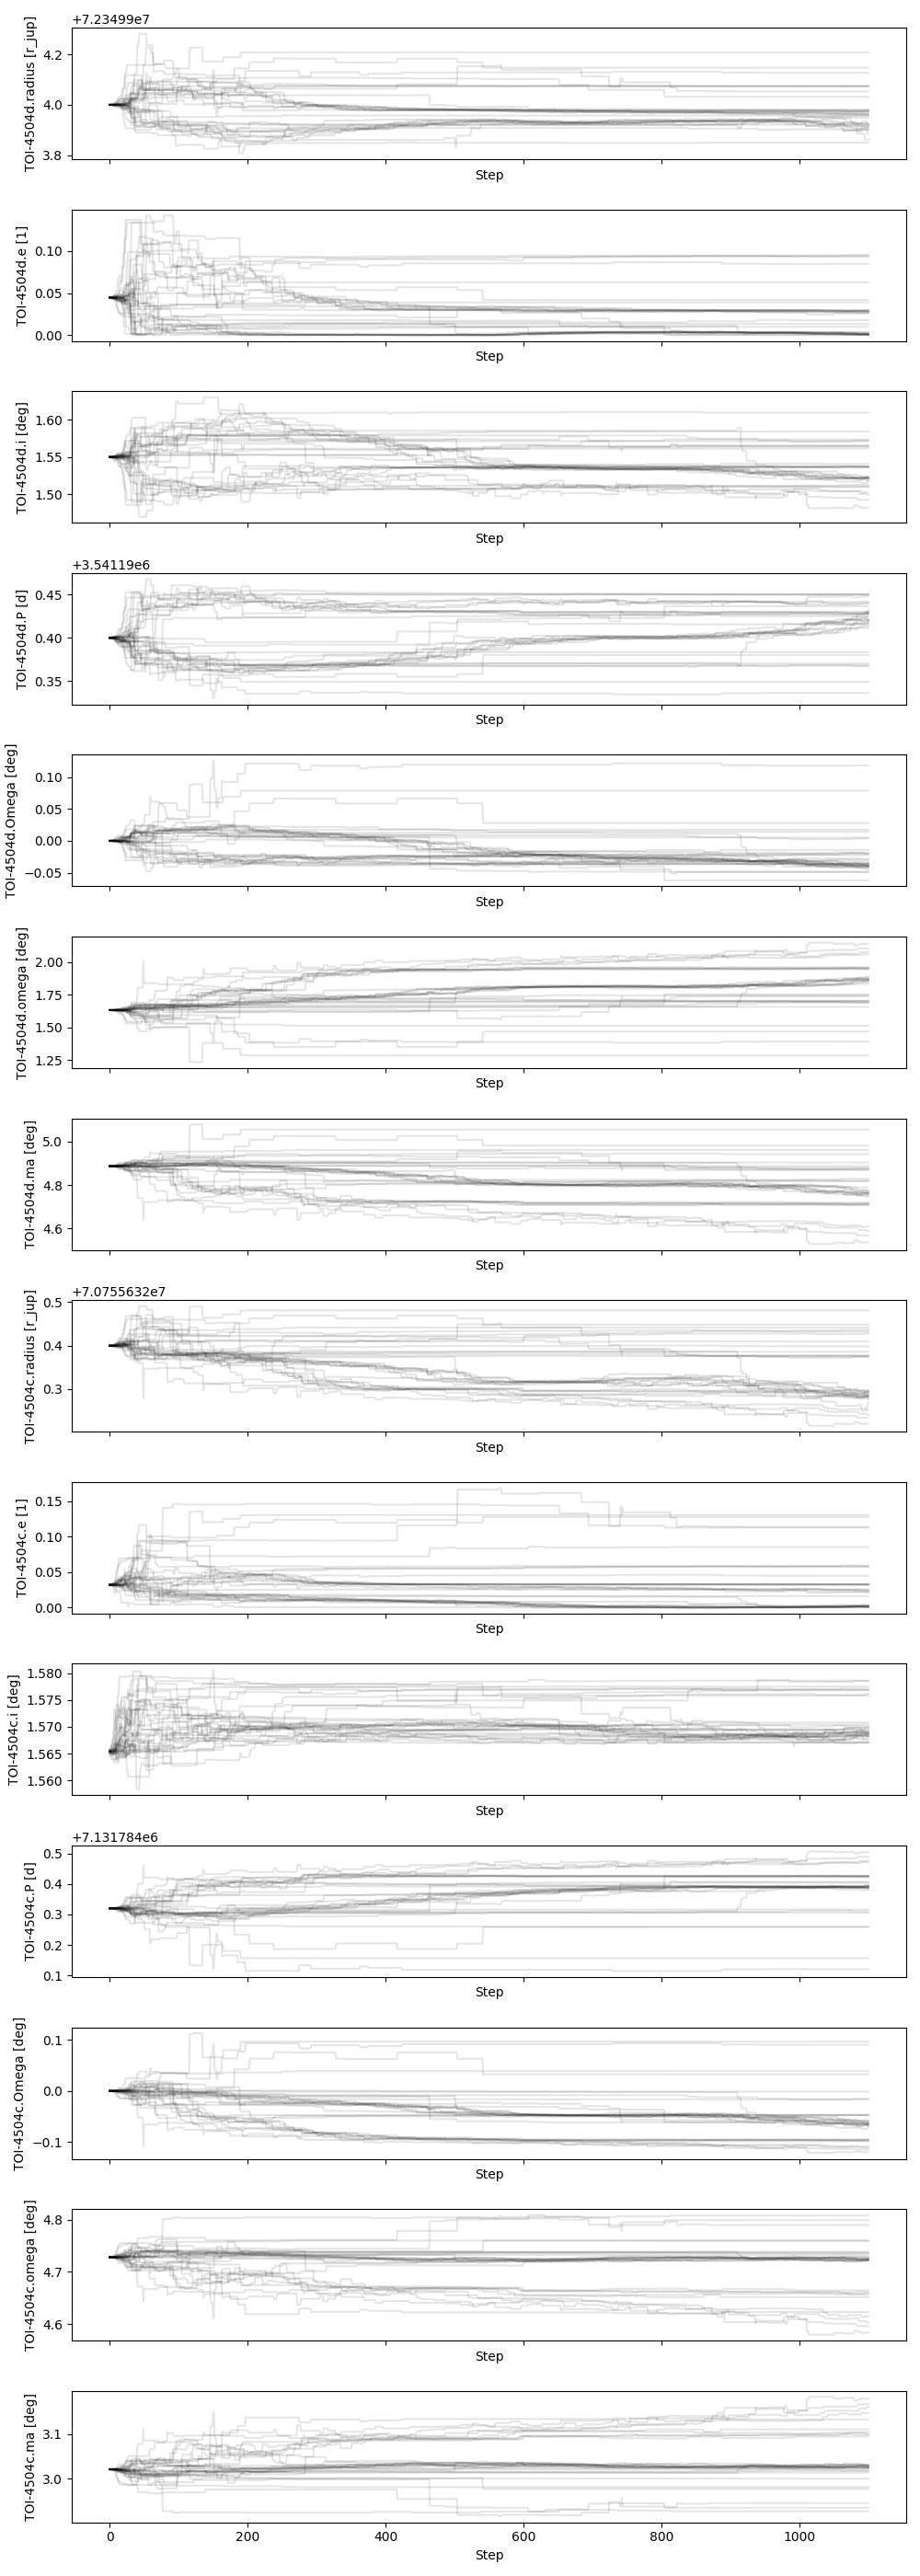 +7.23499e7
TOI-4504d.radius [r_jup]
4.2
4.0
3.8
Step
TOI-4504d.e [1]
0.10
0.05
0.00
Step
TOI-4504d.i [deg]
1.60
1.55
1.50
Step
+3.54119e6
TOI-4504d.P [d]
0.45
0.40
0.35
Step
TOI-4504d.Omega [deg]
0.10
0.05
0.00
−0.05
Step
TOI-4504d.omega [deg]
2.00
1.75
1.50
1.25
Step
TOI-4504d.ma [deg]
5.0
4.8
4.6
Step
+7.0755632e7
TOI-4504c.radius [r_jup]
0.5
0.4
0.3
Step
TOI-4504c.e [1]
0.15
0.10
0.05
0.00
Step
TOI-4504c.i [deg]
1.580
1.575
1.570
1.565
1.560
Step
+7.131784e6
TOI-4504c.P [d]
0.5
0.4
0.3
0.2
0.1
Step
TOI-4504c.Omega [deg]
0.1
0.0
−0.1
Step
TOI-4504c.omega [deg]
4.8
4.7
4.6
Step
TOI-4504c.ma [deg]
3.1
3.0
0 200 400 600 800 1000
Step